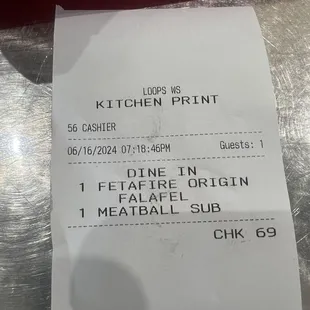 LOOPS WS
KITCHEN PRINT
56 CASHIER
06/16/2024 07:18:46PM Guests: 1
DINE IN
1 FETAFIRE ORIGIN
FALAFEL
1 MEATBALL SUB
CHK 69